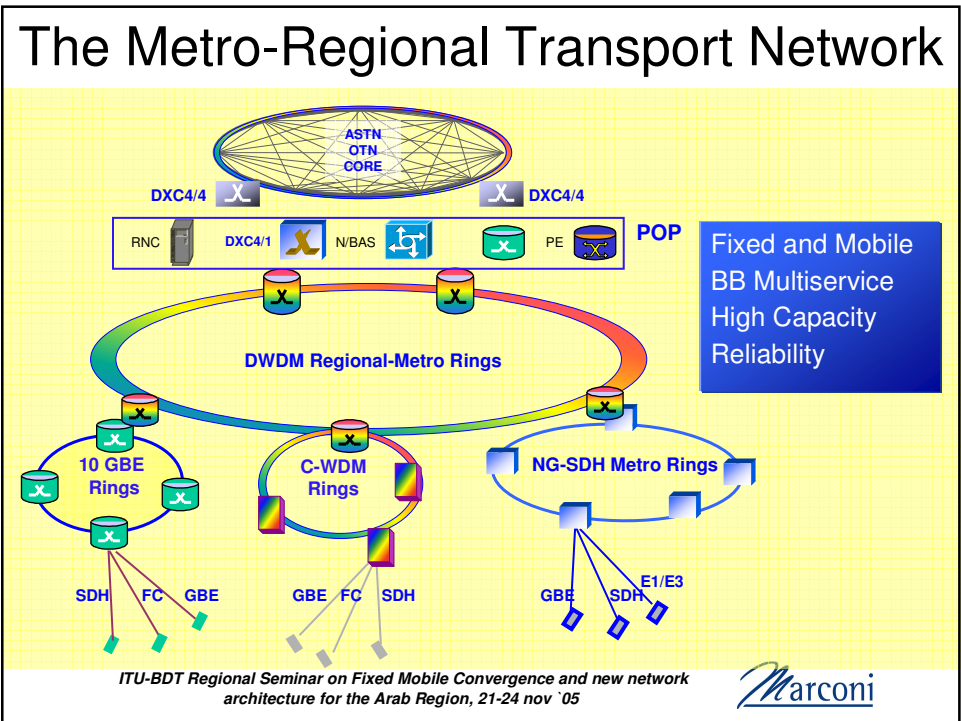 The Metro-Regional Transport Network
ASTN
OTN
CORE
DXC4/4
DXC4/4
RNC
DXC4/1
N/BAS
PE
POP
Fixed and Mobile
BB Multiservice
High Capacity
Reliability
DWDM Regional-Metro Rings
10 GBE
Rings
C-WDM
Rings
NG-SDH Metro Rings
SDH
FC
GBE
GBE
FC
SDH
GBE
SDH
E1/E3
ITU-BDT Regional Seminar on Fixed Mobile Convergence and new network
architecture for the Arab Region, 21-24 nov `05
Marconi